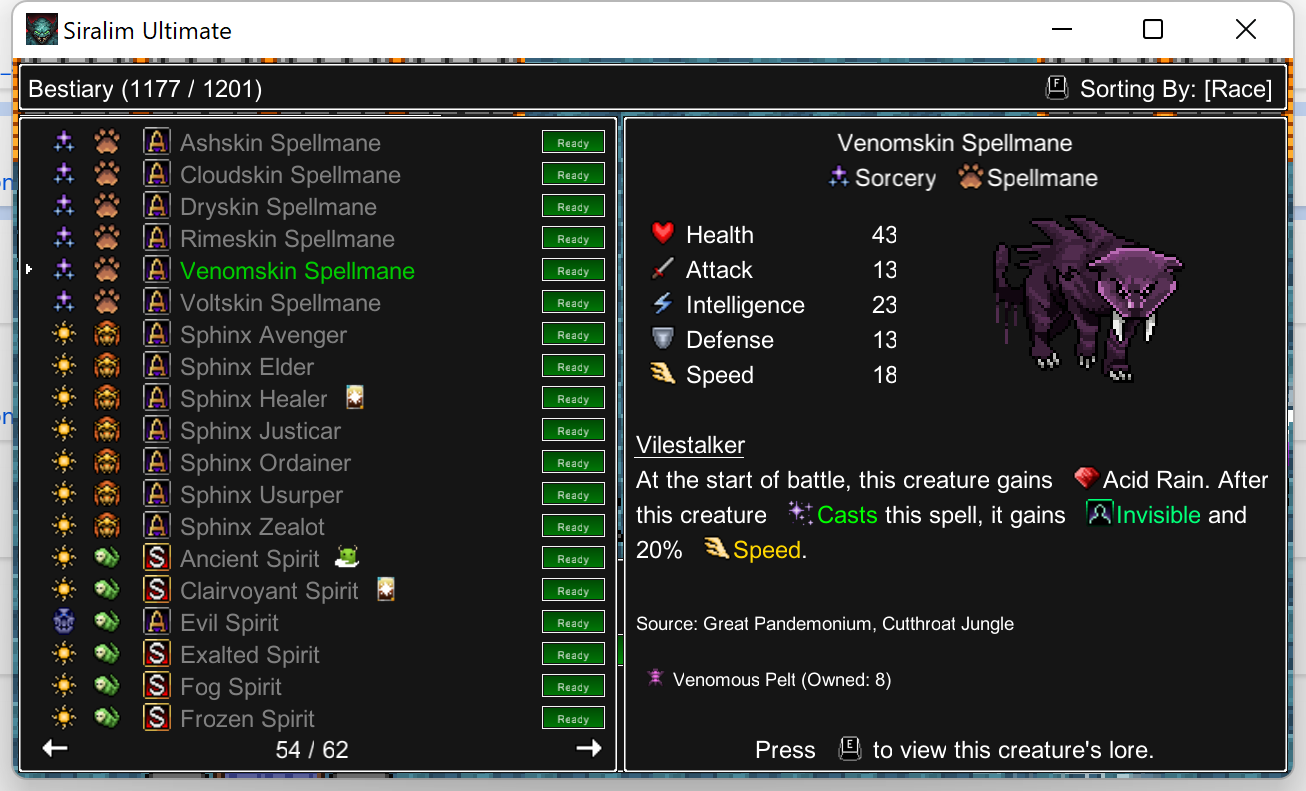 Siralim Ultimate
Bestiary (1177 / 1201)
F Sorting By: [Race]
A Ashskin Spellmane Ready
A Cloudskin Spellmane Ready
A Dryskin Spellmane Ready
A Rimeskin Spellmane Ready
A Venomskin Spellmane Ready
A Voltskin Spellmane Ready
A Sphinx Avenger Ready
A Sphinx Elder Ready
A Sphinx Healer Ready
A Sphinx Justicar Ready
A Sphinx Ordainer Ready
A Sphinx Usurper Ready
A Sphinx Zealot Ready
S Ancient Spirit Ready
S Clairvoyant Spirit Ready
A Evil Spirit Ready
S Exalted Spirit Ready
S Fog Spirit Ready
S Frozen Spirit Ready
54 / 62
Venomskin Spellmane
Sorcery Spellmane
Health 43
Attack 13
Intelligence 23
Defense 13
Speed 18
Vilestalker
At the start of battle, this creature gains Acid Rain. After
this creature Casts this spell, it gains Invisible and
20% Speed.
Source: Great Pandemonium, Cutthroat Jungle
Venomous Pelt (Owned: 8)
Press E to view this creature's lore.